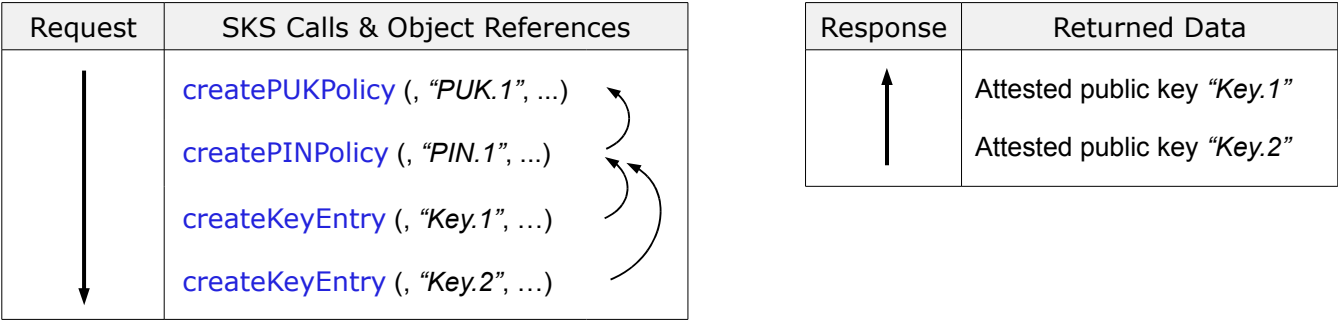 Request SKS Calls & Object References
createPUKPolicy (, “PUK.1”, ...)
createPINPolicy (, “PIN.1”, ...)
createKeyEntry (, “Key.1”, …)
createKeyEntry (, “Key.2”, …)
Response Returned Data
Attested public key “Key.1”
Attested public key “Key.2”